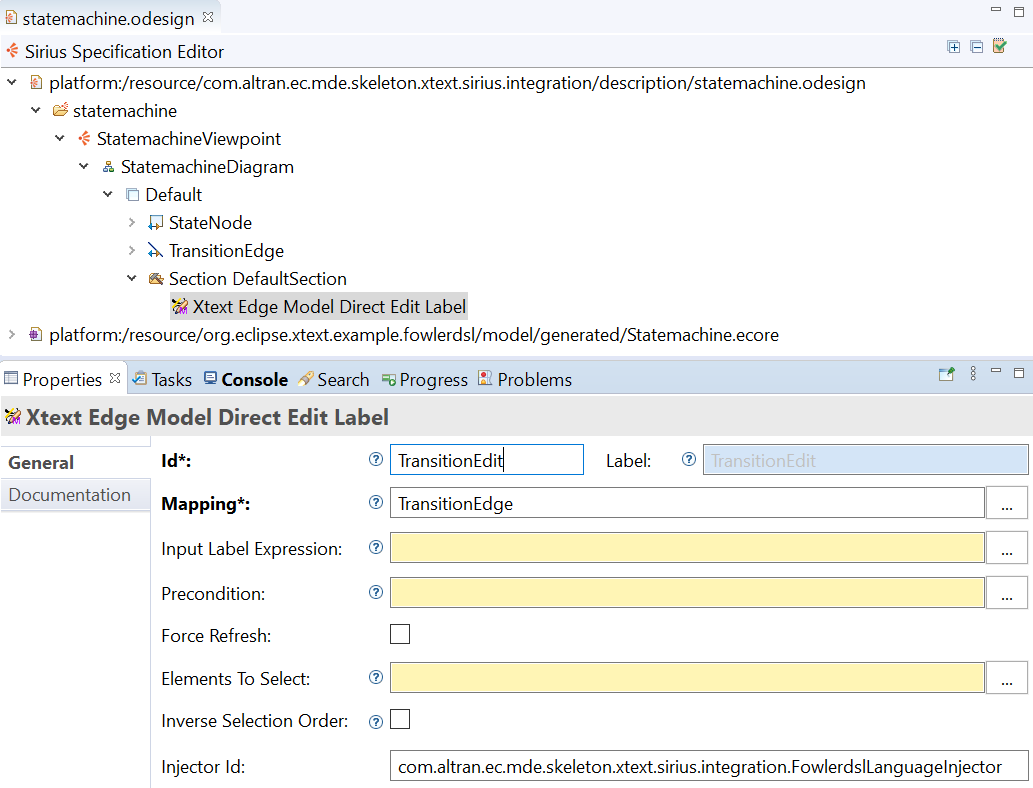 statemachine.odesign
Sirius Specification Editor
platform:/resource/com.altran.ec.mde.skeleton.xtext.sirius.integration/description/statemachine.odesign
statemachine
StatemachineViewpoint
StatemachineDiagram
Default
StateNode
TransitionEdge
Section DefaultSection
Xtext Edge Model Direct Edit Label
platform:/resource/org.eclipse.xtext.example.fowlerdsl/model/generated/Statemachine.ecore
Properties Tasks Console Search Progress Problems
Xtext Edge Model Direct Edit Label
General
Documentation
Id*: ? TransitionEdit Label: ? TransitionEdit
Mapping*: ? TransitionEdge ...
Input Label Expression: ? ...
Precondition: ? ...
Force Refresh:
Elements To Select: ? ...
Inverse Selection Order: ?
Injector Id: com.altran.ec.mde.skeleton.xtext.sirius.integration.FowlerdslLanguageInjector